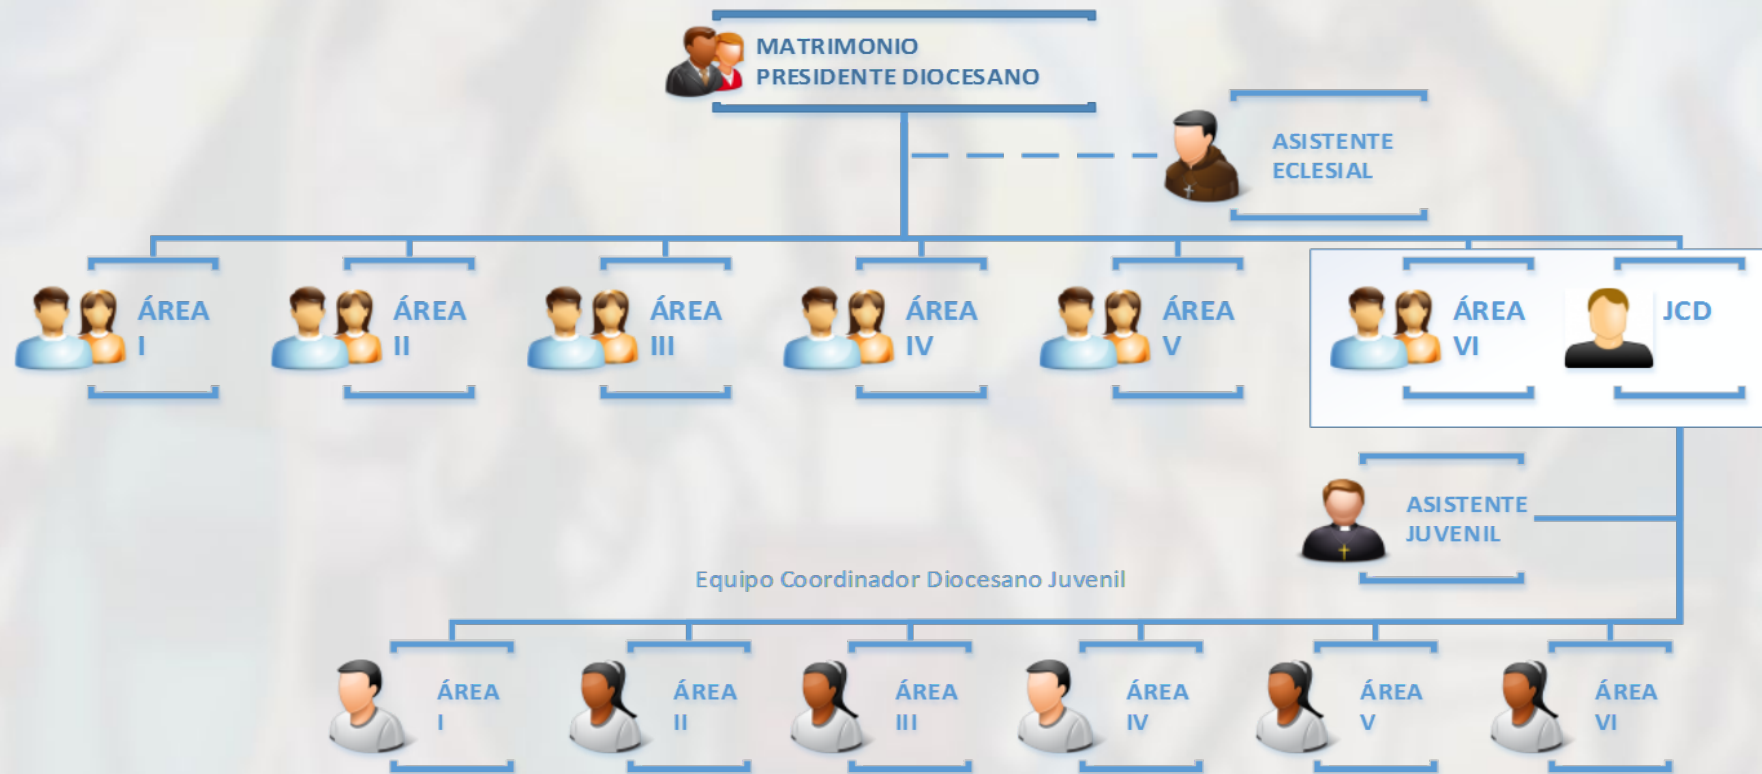 MATRIMONIO
PRESIDENTE DIOCESANO
ASISTENTE
ECLESIAL
ÁREA
I
ÁREA
II
ÁREA
III
ÁREA
IV
ÁREA
V
ÁREA
VI
JCD
ASISTENTE
JUVENIL
Equipo Coordinador Diocesano Juvenil
ÁREA
I
ÁREA
II
ÁREA
III
ÁREA
IV
ÁREA
V
ÁREA
VI